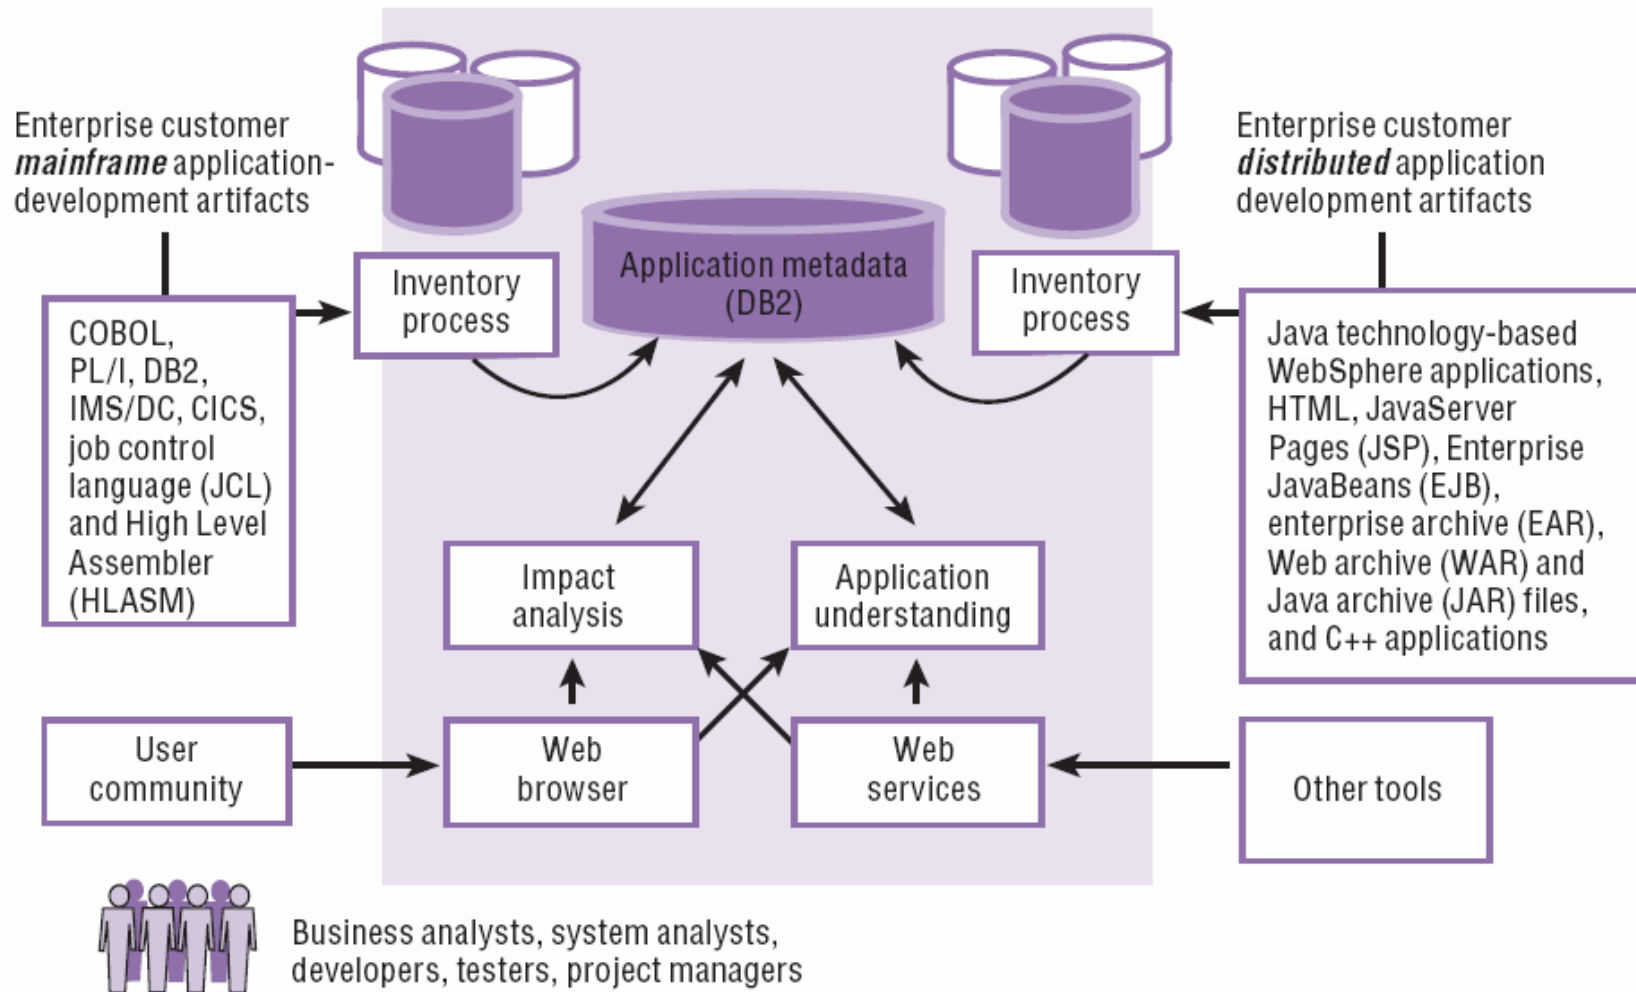 Enterprise customer
mainframe application-
development artifacts
Enterprise customer
distributed application
development artifacts
Inventory
process
Application metadata
(DB2)
Inventory
process
COBOL,
PL/I, DB2,
IMS/DC, CICS,
job control
language (JCL)
and High Level
Assembler
(HLASM)
Java technology-based
WebSphere applications,
HTML, JavaServer
Pages (JSP), Enterprise
JavaBeans (EJB),
enterprise archive (EAR),
Web archive (WAR) and
Java archive (JAR) files,
and C++ applications
Impact
analysis
Application
understanding
User
community
Web
browser
Web
services
Other tools
Business analysts, system analysts,
developers, testers, project managers